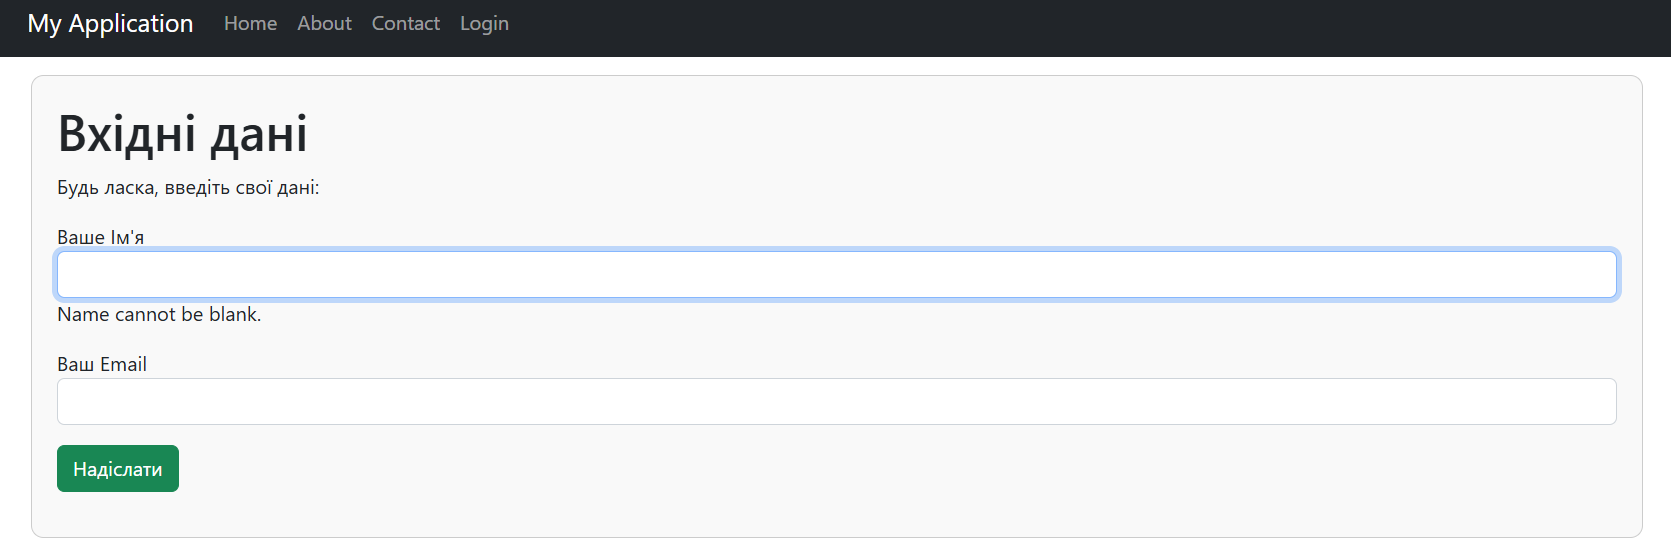 My Application Home About Contact Login
Вхідні дані
Будь ласка, введіть свої дані:
Ваше Ім'я
Name cannot be blank.
Ваш Email
Надіслати